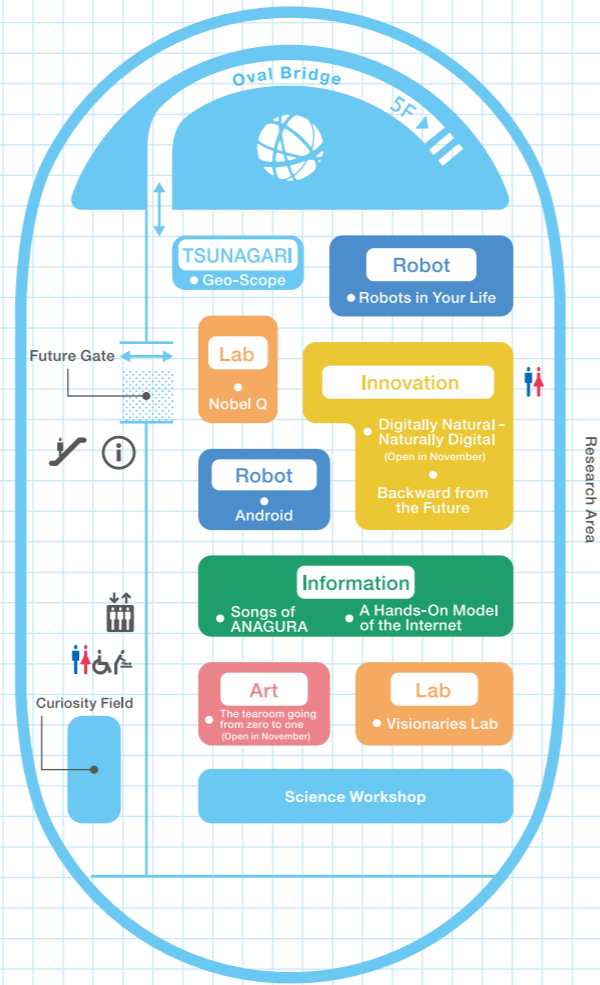 Oval Bridge
5F
TSUNAGARI
Geo-Scope
Robot
Robots in Your Life
Future Gate
Lab
Nobel Q
Innovation
Digitally Natural -
Naturally Digital
(Open in November)
Backward from
the Future
Robot
Android
Research Area
Information
Songs of
ANAGURA
A Hands-On Model
of the Internet
Art
The tearoom going
from zero to one
(Open in November)
Lab
Visionaries Lab
Curiosity Field
Science Workshop